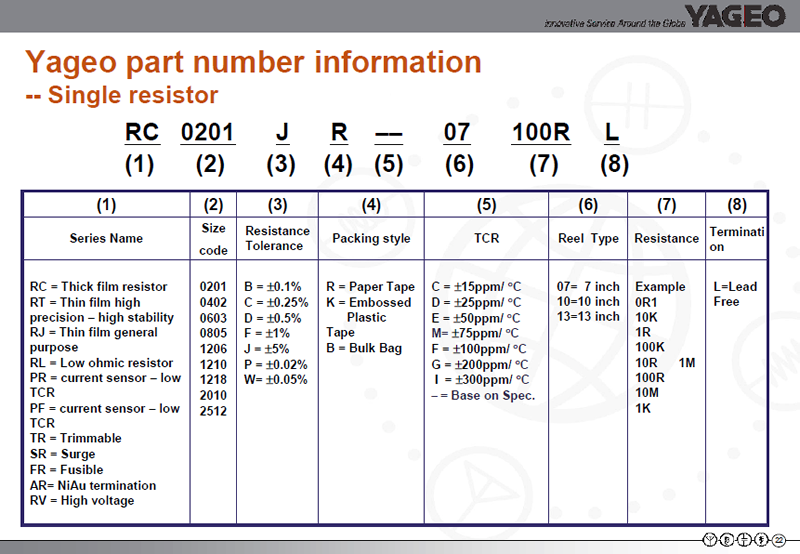 Innovative Service Around the Globe YAGEO
Yageo part number information
-- Single resistor
RC 0201 J R — 07 100R L
(1) (2) (3) (4) (5) (6) (7) (8)
(1) (2) (3) (4) (5) (6) (7) (8)
Series Name
Size
code
Resistance
Tolerance
Packing style
TCR
Reel Type
Resistance
Terminati
on
RC = Thick film resistor
RT = Thin film high
precision – high stability
RJ = Thin film general
purpose
RL = Low ohmic resistor
PR = current sensor – low
TCR
PF = current sensor – low
TCR
TR = Trimmable
SR = Surge
FR = Fusible
AR= NiAu termination
RV = High voltage
0201
0402
0603
0805
1206
1210
1218
2010
2512
B = ±0.1%
C = ±0.25%
D = ±0.5%
F = ±1%
J = ±5%
P = ±0.02%
W= ±0.05%
R = Paper Tape
K = Embossed
Plastic
Tape
B = Bulk Bag
C = ±15ppm/ °C
D = ±25ppm/ °C
E = ±50ppm/ °C
M= ±75ppm/ °C
F = ±100ppm/ °C
G = ±200ppm/ °C
I = ±300ppm/ °C
– = Base on Spec.
07= 7 inch
10=10 inch
13=13 inch
Example
0R1
10K
1R
100K
10R 1M
100R
10M
1K
L=Lead
Free
22